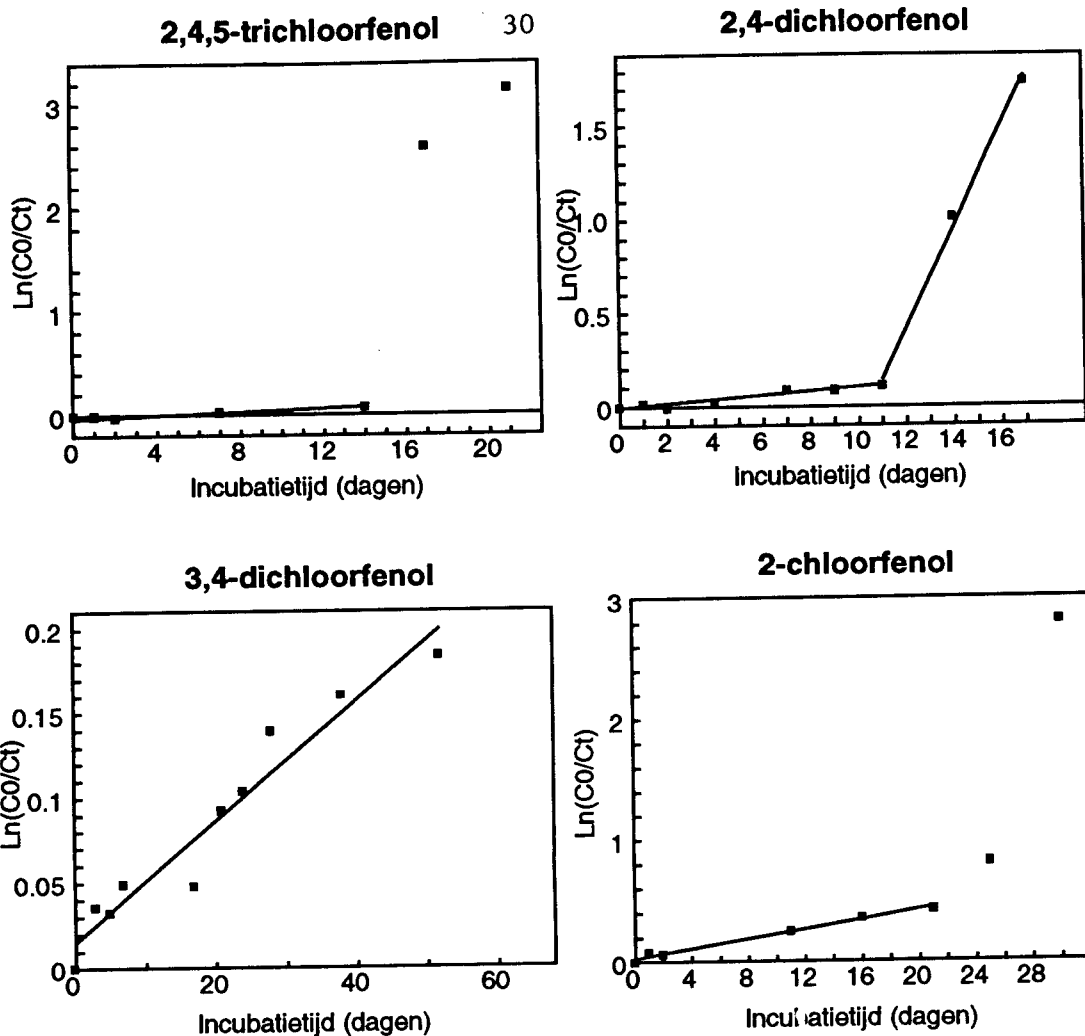 30
2,4,5-trichloorfenol
Ln(C0/Ct)
3
2
1
0
0 4 8 12 16 20
Incubatietijd (dagen)
2,4-dichloorfenol
Ln(C0/Ct)
1.5
1.0
0.5
0
0 2 4 6 8 10 12 14 16
Incubatietijd (dagen)
3,4-dichloorfenol
Ln(C0/Ct)
0.2
0.15
0.1
0.05
0
0 20 40 60
Incubatietijd (dagen)
2-chloorfenol
Ln(C0/Ct)
3
2
1
0
0 4 8 12 16 20 24 28
Incubatietijd (dagen)